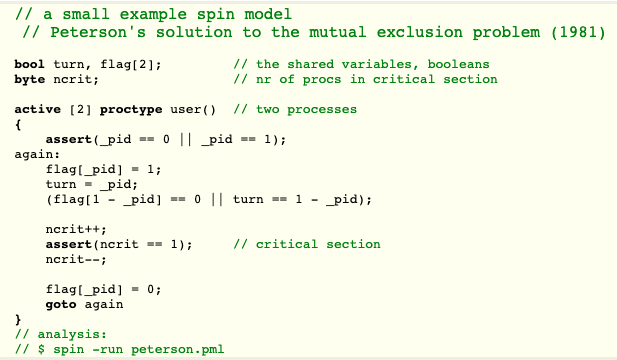 // a small example spin model
// Peterson's solution to the mutual exclusion problem (1981)
bool turn, flag[2]; // the shared variables, booleans
byte ncrit; // nr of procs in critical section
active [2] proctype user() // two processes
{
assert(_pid == 0 || _pid == 1);
again:
flag[_pid] = 1;
turn = _pid;
(flag[1 - _pid] == 0 || turn == 1 - _pid);
ncrit++;
assert(ncrit == 1); // critical section
ncrit--;
flag[_pid] = 0;
goto again
}
// analysis:
// $ spin -run peterson.pml